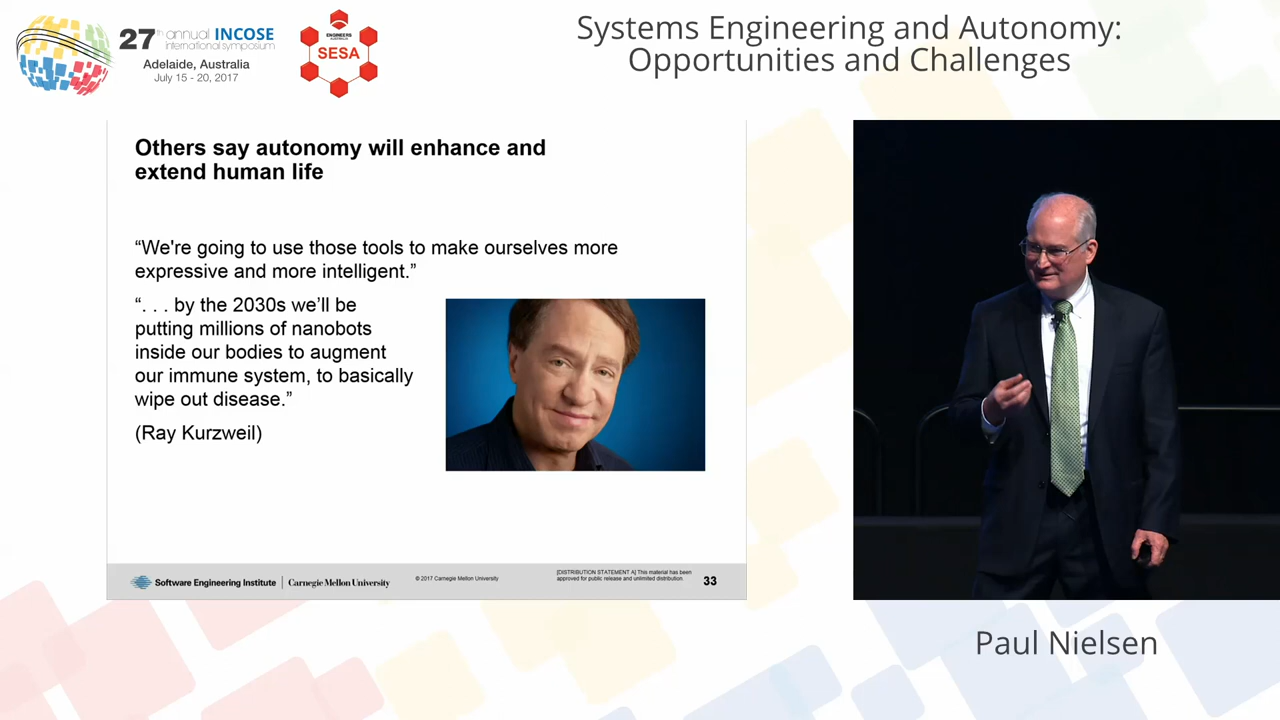 27th annual INCOSE
international symposium
Adelaide, Australia
July 15 - 20, 2017
ENGINEERS
AUSTRALIA
SESA
Systems Engineering and Autonomy:
Opportunities and Challenges
Others say autonomy will enhance and
extend human life
“We're going to use those tools to make ourselves more
expressive and more intelligent.”
“. . . by the 2030s we’ll be
putting millions of nanobots
inside our bodies to augment
our immune system, to basically
wipe out disease.”
(Ray Kurzweil)
Software Engineering Institute | Carnegie Mellon University
© 2017 Carnegie Mellon University
[DISTRIBUTION STATEMENT A] This material has been
approved for public release and unlimited distribution
33
Paul Nielsen